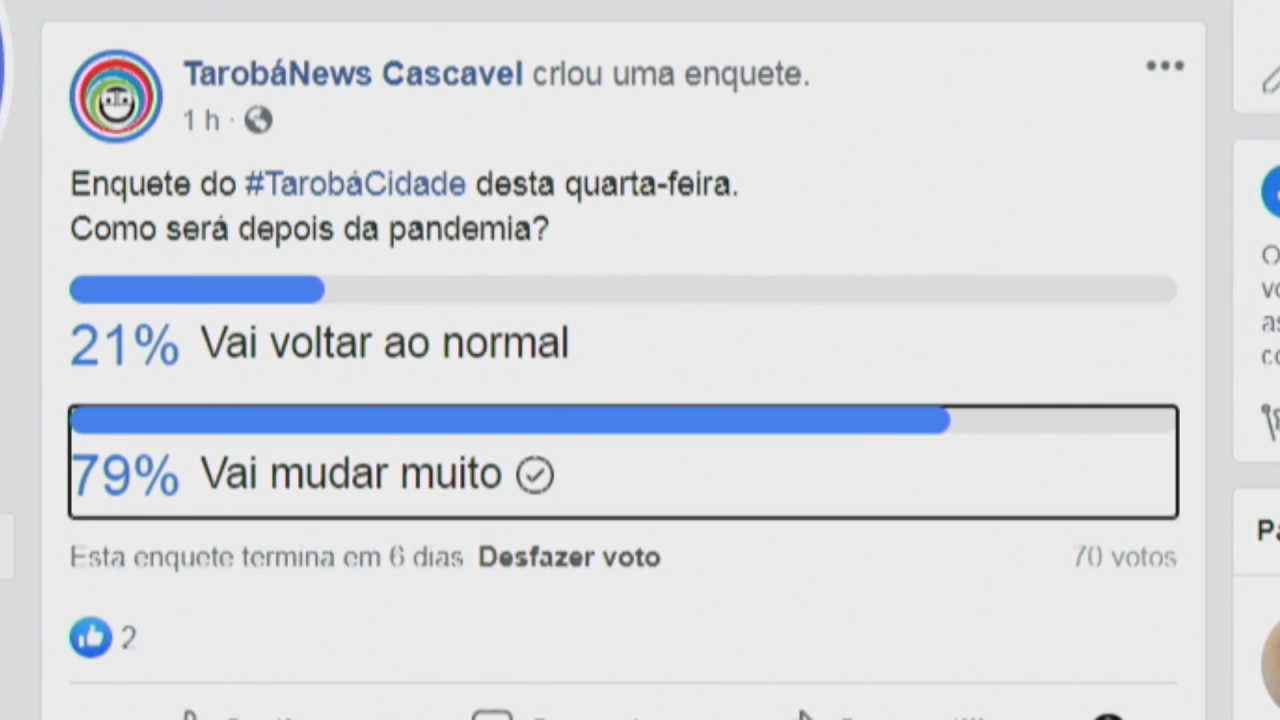 TarobáNews Cascavel criou uma enquete.
1 h ·
Enquete do #TarobáCidade desta quarta-feira.
Como será depois da pandemia?
21% Vai voltar ao normal
79% Vai mudar muito
Esta enquete termina em 6 dias Desfazer voto 70 votos
2